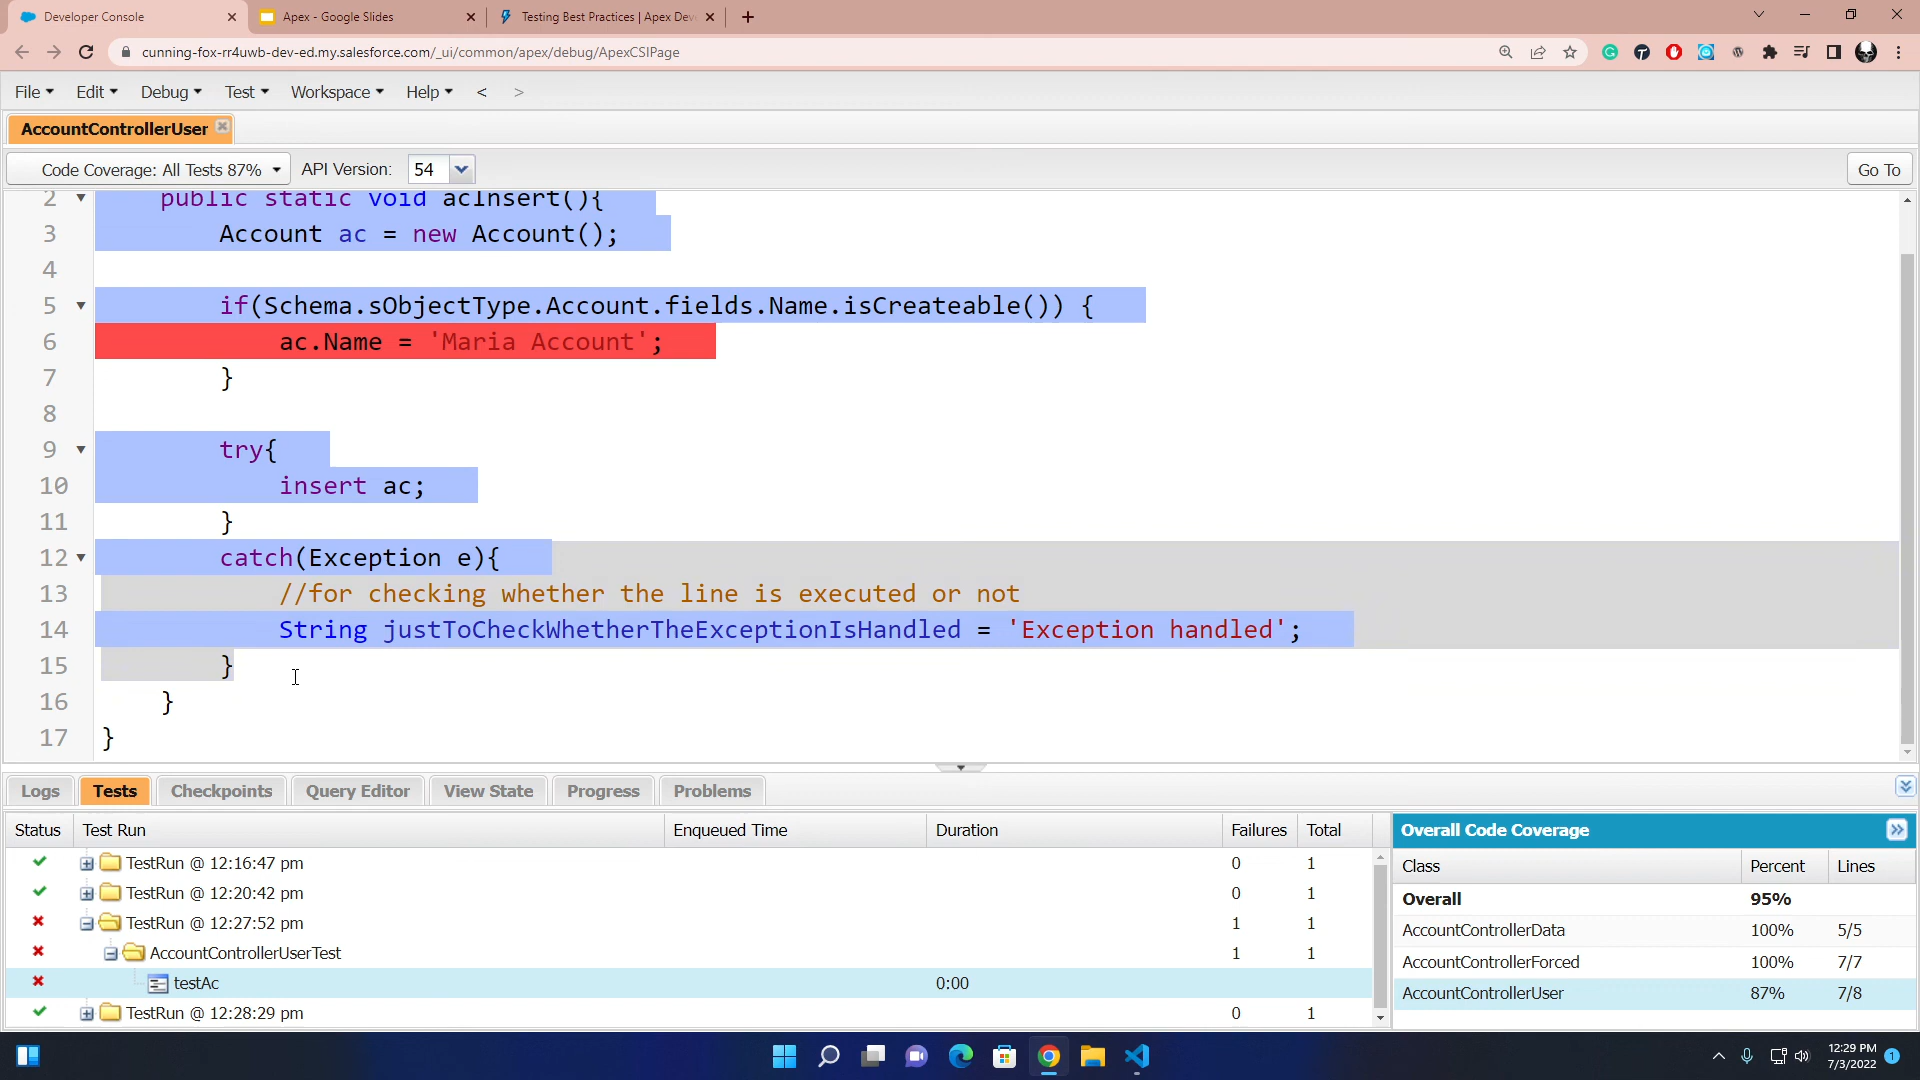 Developer Console
Apex - Google Slides
Testing Best Practices | Apex Dev
cunning-fox-rr4uwb-dev-ed.my.salesforce.com/_ui/common/apex/debug/ApexCSIPage
File Edit Debug Test Workspace Help < >
AccountControllerUser
Code Coverage: All Tests 87% API Version: 54 Go To
2 public static void acInsert(){
3 Account ac = new Account();
4
5 if(Schema.sObjectType.Account.fields.Name.isCreateable()) {
6 ac.Name = 'Maria Account';
7 }
8
9 try{
10 insert ac;
11 }
12 catch(Exception e){
13 //for checking whether the line is executed or not
14 String justToCheckWhetherTheExceptionIsHandled = 'Exception handled';
15 }
16 }
17 }
Logs Tests Checkpoints Query Editor View State Progress Problems
Status Test Run Enqueued Time Duration Failures Total
TestRun @ 12:16:47 pm 0 1
TestRun @ 12:20:42 pm 0 1
TestRun @ 12:27:52 pm 1 1
AccountControllerUserTest 1 1
testAc 0:00
TestRun @ 12:28:29 pm 0 1
Overall Code Coverage
Class Percent Lines
Overall 95%
AccountControllerData 100% 5/5
AccountControllerForced 100% 7/7
AccountControllerUser 87% 7/8
12:29 PM
7/3/2022
1